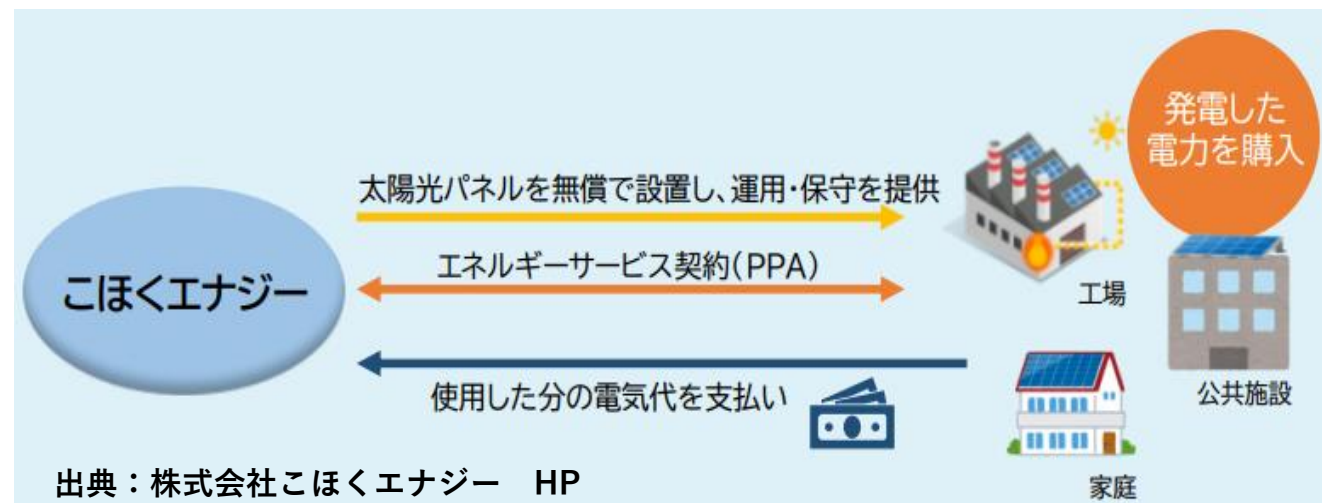 発電した
電力を購入
太陽光パネルを無償で設置し、運用・保守を提供
こほくエナジー
エネルギーサービス契約(PPA)
工場
使用した分の電気代を支払い
公共施設
家庭
出典：株式会社こほくエナジー　HP